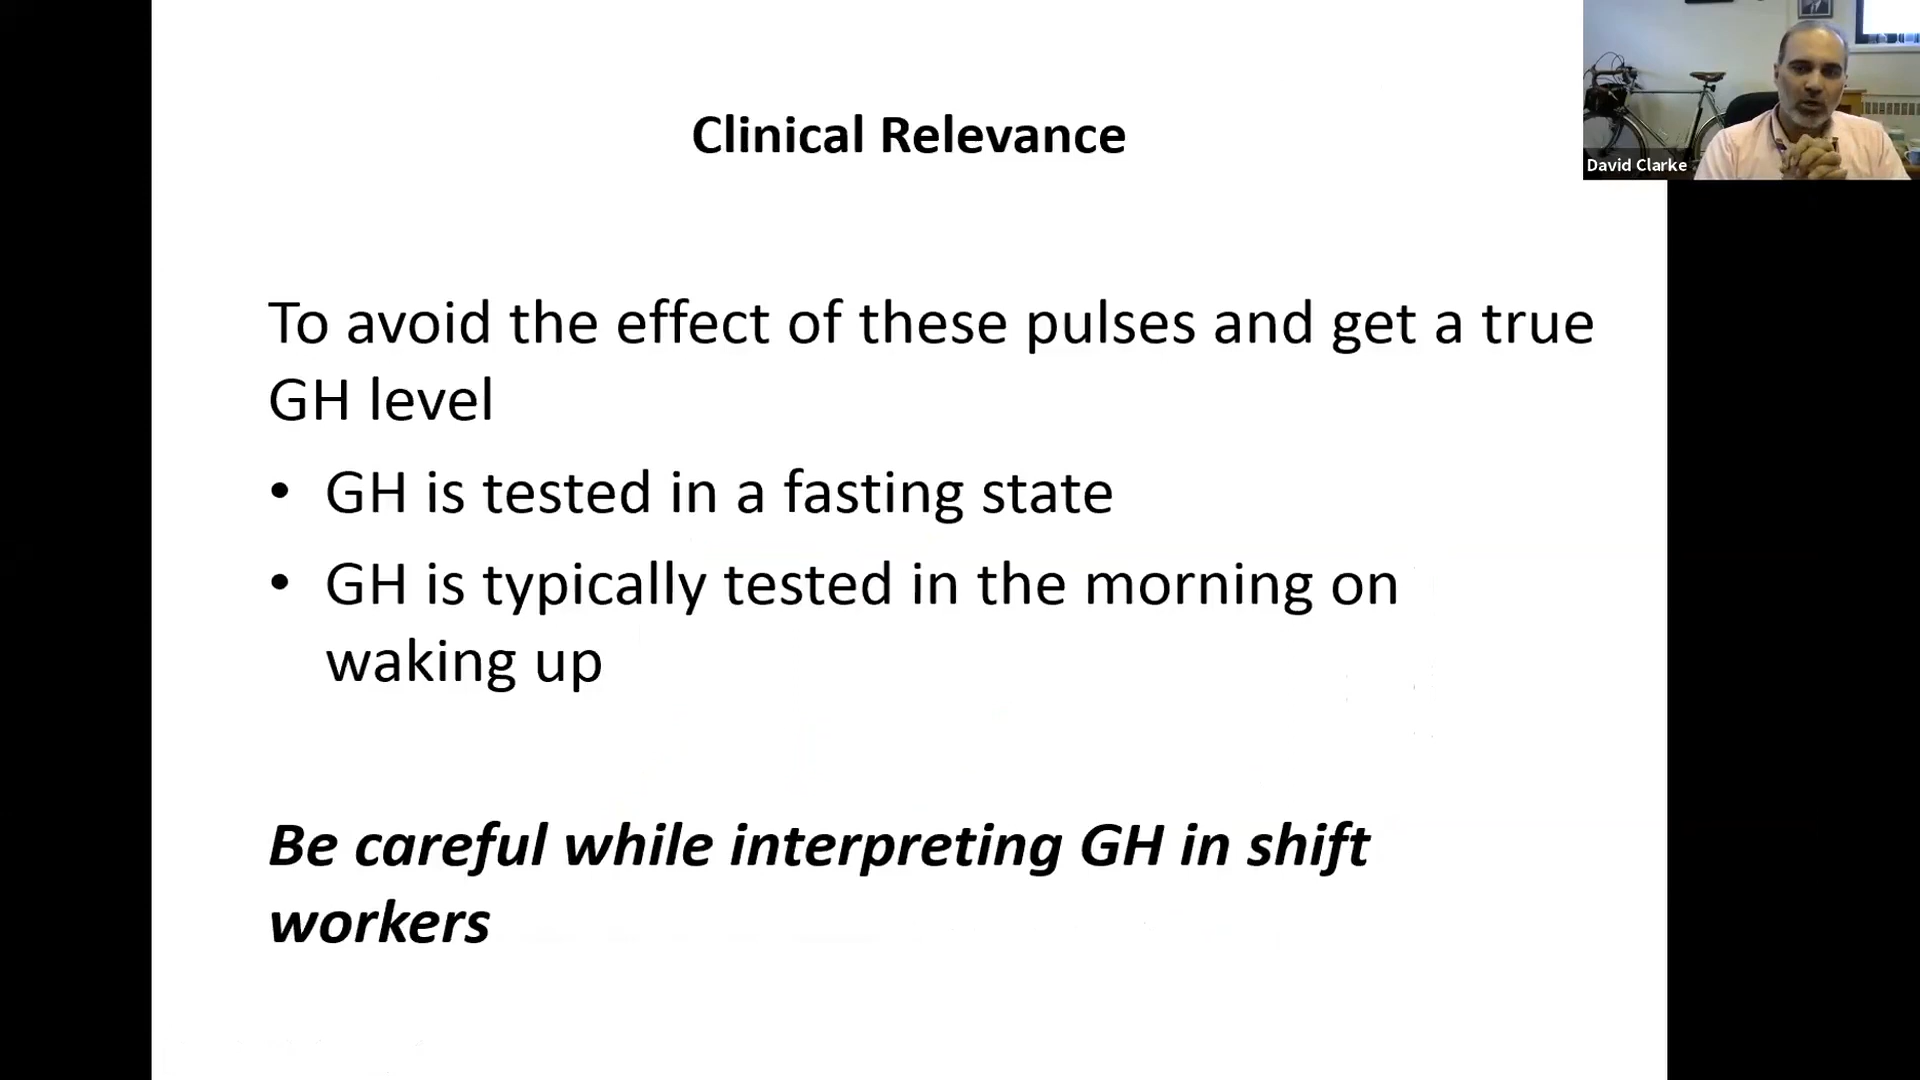 Clinical Relevance
David Clarke
To avoid the effect of these pulses and get a true
GH level
• GH is tested in a fasting state
• GH is typically tested in the morning on
waking up
Be careful while interpreting GH in shift
workers